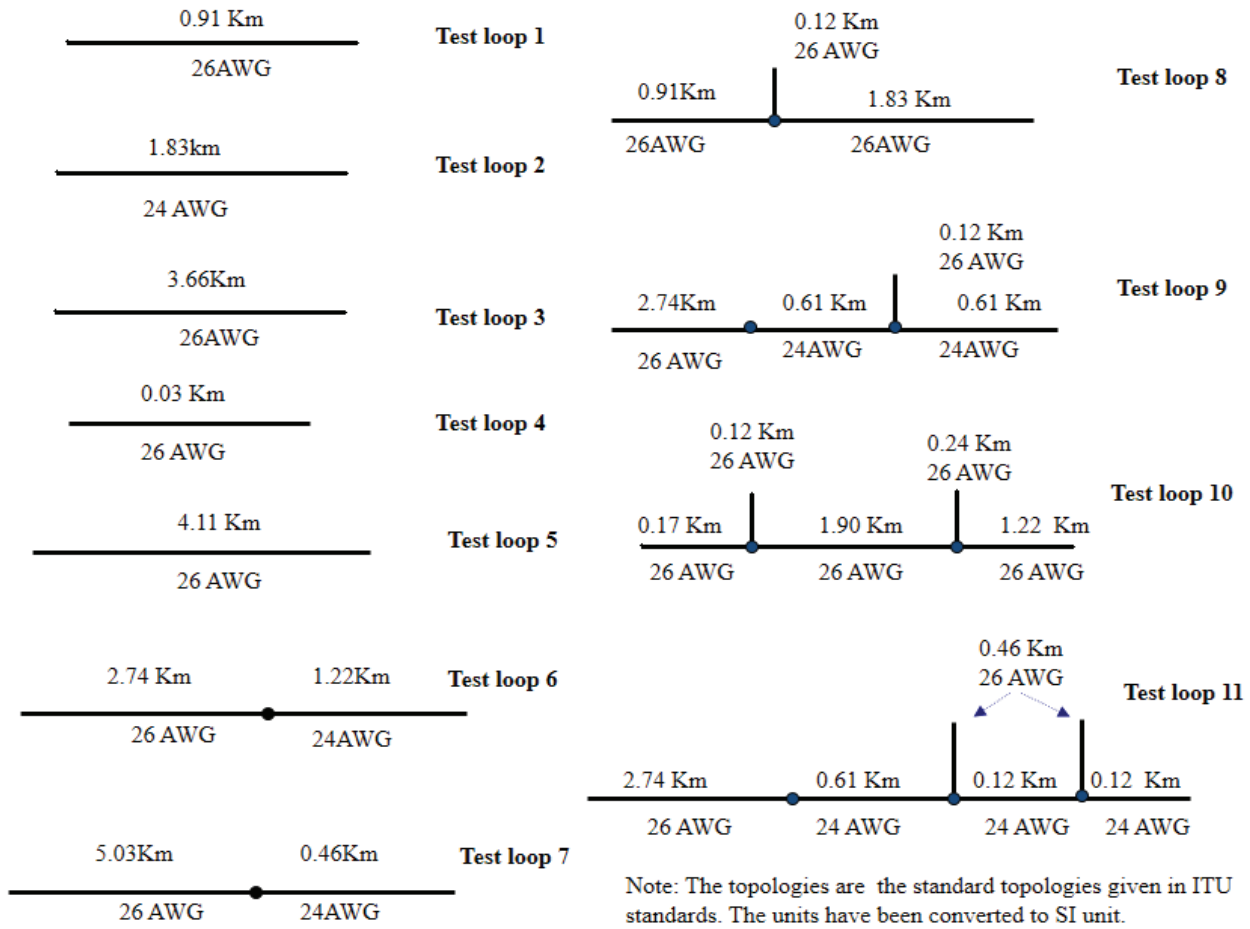 0.91 Km
Test loop 1
26AWG
1.83km
Test loop 2
24 AWG
3.66Km
Test loop 3
26AWG
0.03 Km
Test loop 4
26 AWG
4.11 Km
Test loop 5
26 AWG
2.74 Km 1.22Km
Test loop 6
26 AWG 24AWG
5.03Km 0.46Km
Test loop 7
26 AWG 24AWG
0.12 Km
26 AWG
Test loop 8
0.91Km 1.83 Km
26AWG 26AWG
0.12 Km
26 AWG
Test loop 9
2.74Km 0.61 Km 0.61 Km
26 AWG 24AWG 24AWG
0.12 Km 0.24 Km
26 AWG 26 AWG
Test loop 10
0.17 Km 1.90 Km 1.22 Km
26 AWG 26 AWG 26 AWG
0.46 Km
26 AWG
Test loop 11
2.74 Km 0.61 Km 0.12 Km 0.12 Km
26 AWG 24 AWG 24 AWG 24 AWG
Note: The topologies are the standard topologies given in ITU
standards. The units have been converted to SI unit.